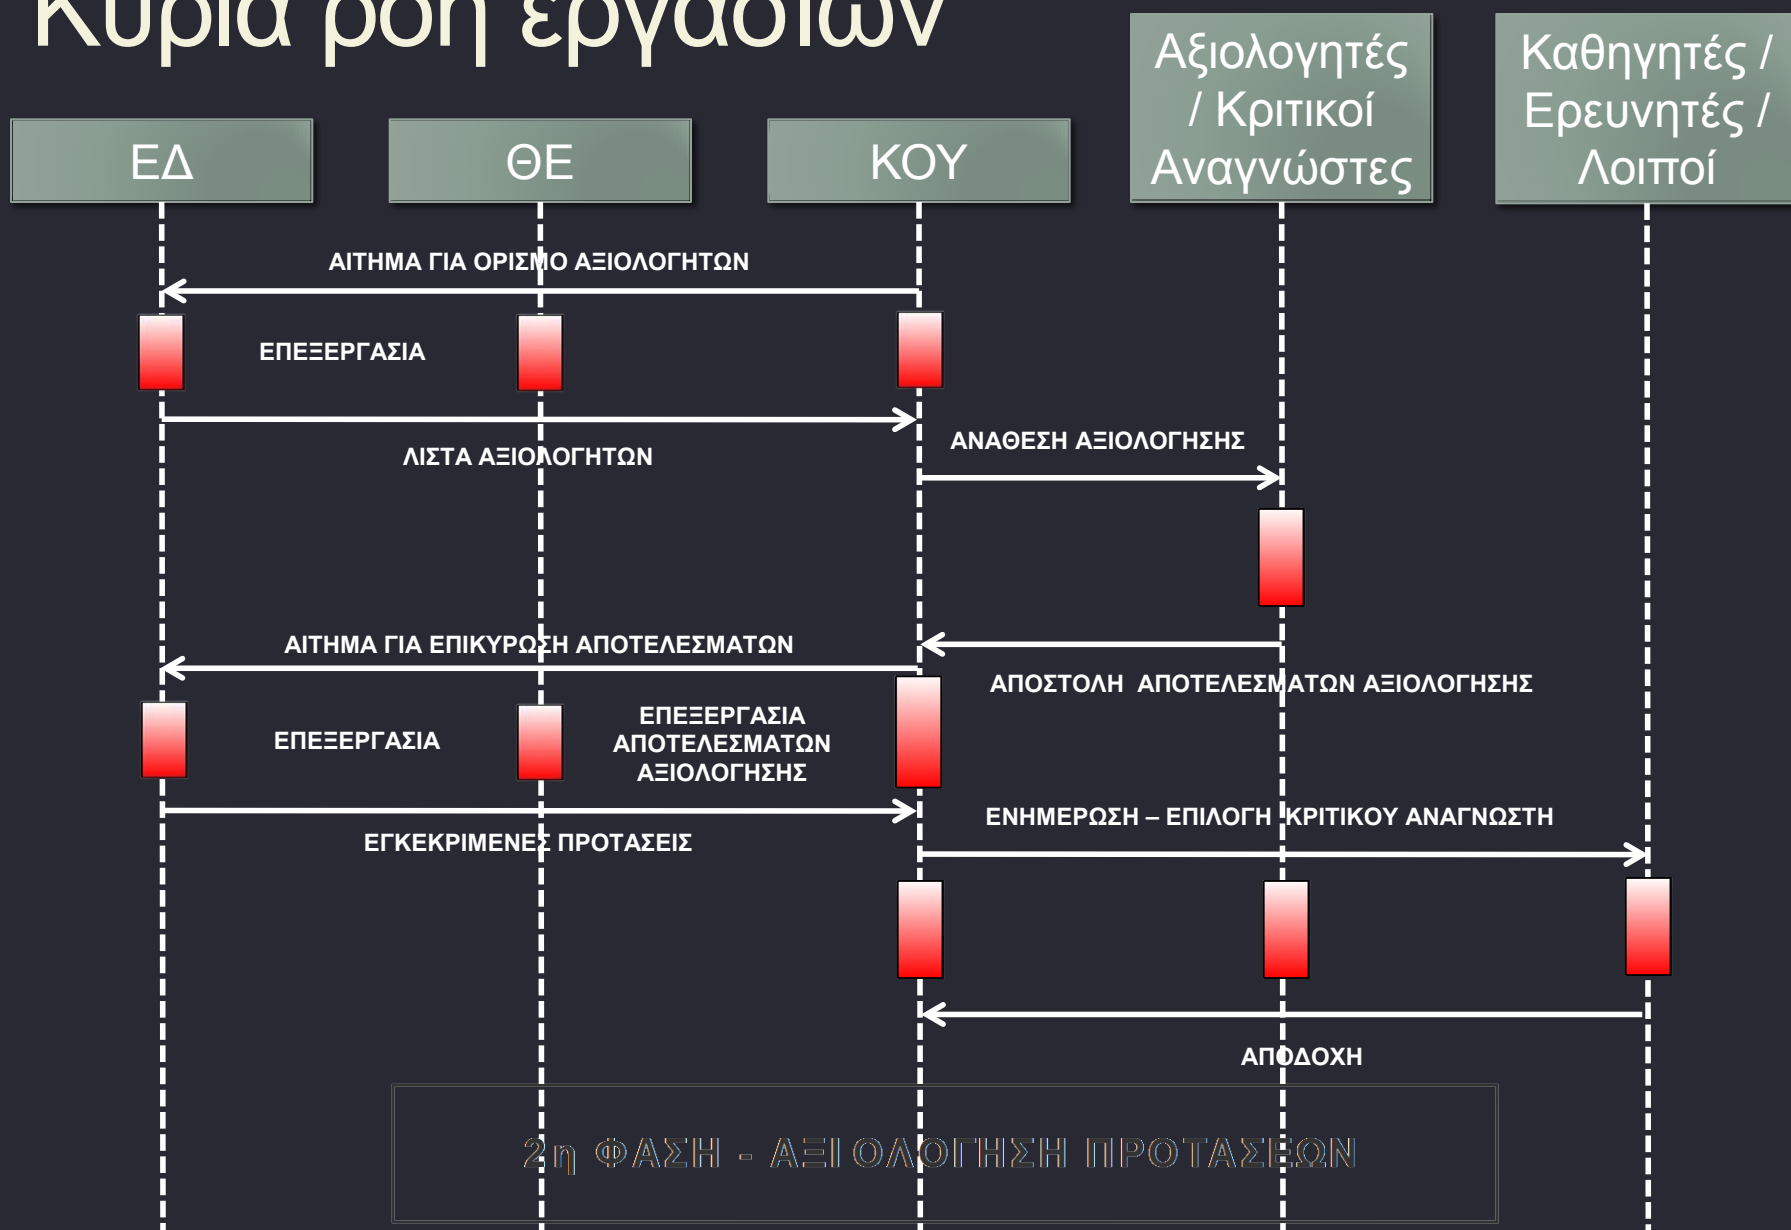 Κύρια ροή εργασιών
ΕΔ
ΘΕ
ΚΟΥ
Αξιολογητές
/ Κριτικοί
Αναγνώστες
Καθηγητές /
Ερευνητές /
Λοιποί
ΑΙΤΗΜΑ ΓΙΑ ΟΡΙΣΜΟ ΑΞΙΟΛΟΓΗΤΩΝ
ΕΠΕΞΕΡΓΑΣΙΑ
ΛΙΣΤΑ ΑΞΙΟΛΟΓΗΤΩΝ
ΑΝΑΘΕΣΗ ΑΞΙΟΛΟΓΗΣΗΣ
ΑΙΤΗΜΑ ΓΙΑ ΕΠΙΚΥΡΩΣΗ ΑΠΟΤΕΛΕΣΜΑΤΩΝ
ΑΠΟΣΤΟΛΗ ΑΠΟΤΕΛΕΣΜΑΤΩΝ ΑΞΙΟΛΟΓΗΣΗΣ
ΕΠΕΞΕΡΓΑΣΙΑ
ΕΠΕΞΕΡΓΑΣΙΑ
ΑΠΟΤΕΛΕΣΜΑΤΩΝ
ΑΞΙΟΛΟΓΗΣΗΣ
ΕΓΚΕΚΡΙΜΕΝΕΣ ΠΡΟΤΑΣΕΙΣ
ΕΝΗΜΕΡΩΣΗ – ΕΠΙΛΟΓΗ ΚΡΙΤΙΚΟΥ ΑΝΑΓΝΩΣΤΗ
ΑΠΟΔΟΧΗ
2η ΦΑΣΗ - ΑΞΙΟΛΟΓΗΣΗ ΠΡΟΤΑΣΕΩΝ